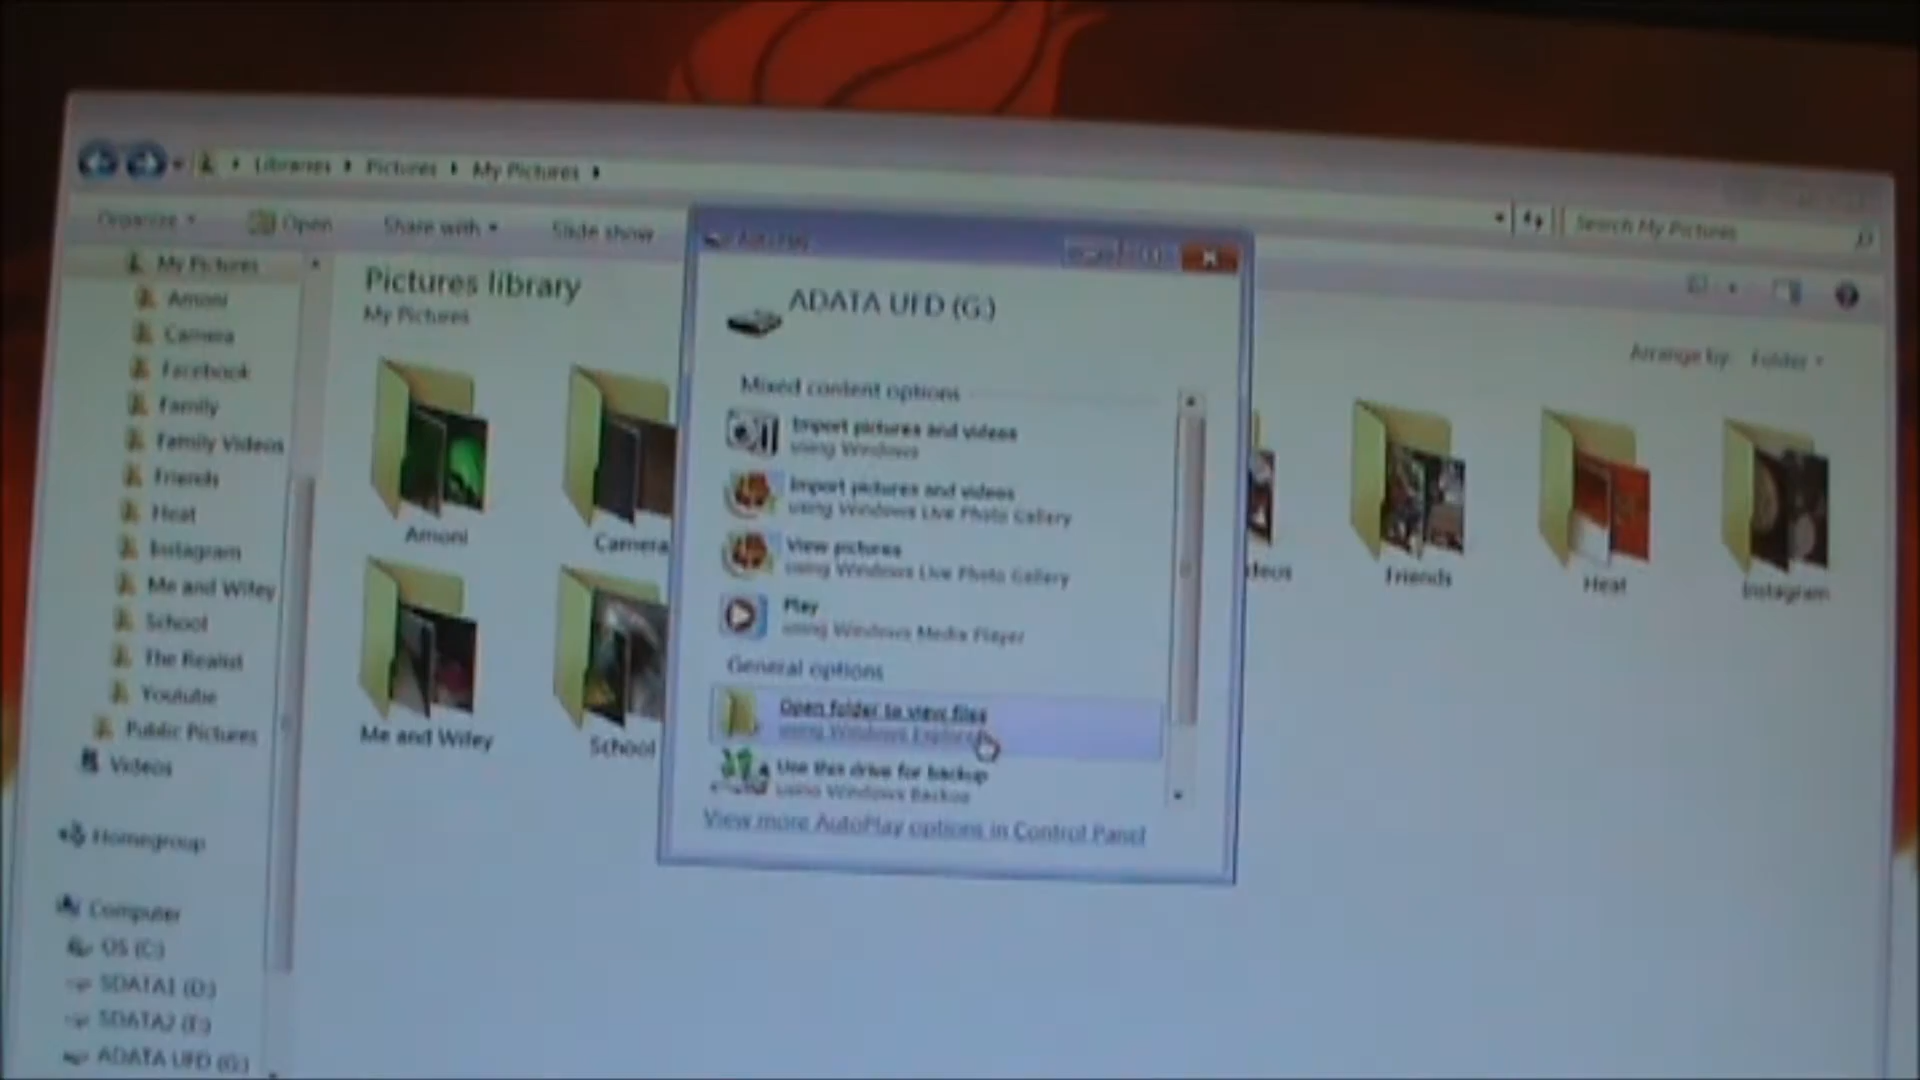 Libraries Pictures My Pictures
Search My Pictures
Organize Open Share with Slide show
AutoPlay
My Pictures
Amoni
Camera
Facebook
Family
Family Videos
Friends
Heat
Instagram
Me and Wifey
School
The Realist
Youtube
Public Pictures
Videos
Homegroup
Computer
OS (C:)
SDATA1 (D:)
SDATA2 (F:)
ADATA UFD (G:)
Pictures library
My Pictures
Arrange by: Folder
Amoni
Camera
Friends
Heat
Instagram
Me and Wifey
School
ADATA UFD (G:)
Mixed content options
Import pictures and videos
using Windows
Import pictures and videos
using Windows Live Photo Gallery
View pictures
using Windows Live Photo Gallery
Play
using Windows Media Player
General options
Open folder to view files
using Windows Explorer
Use this drive for backup
using Windows Backup
View more AutoPlay options in Control Panel